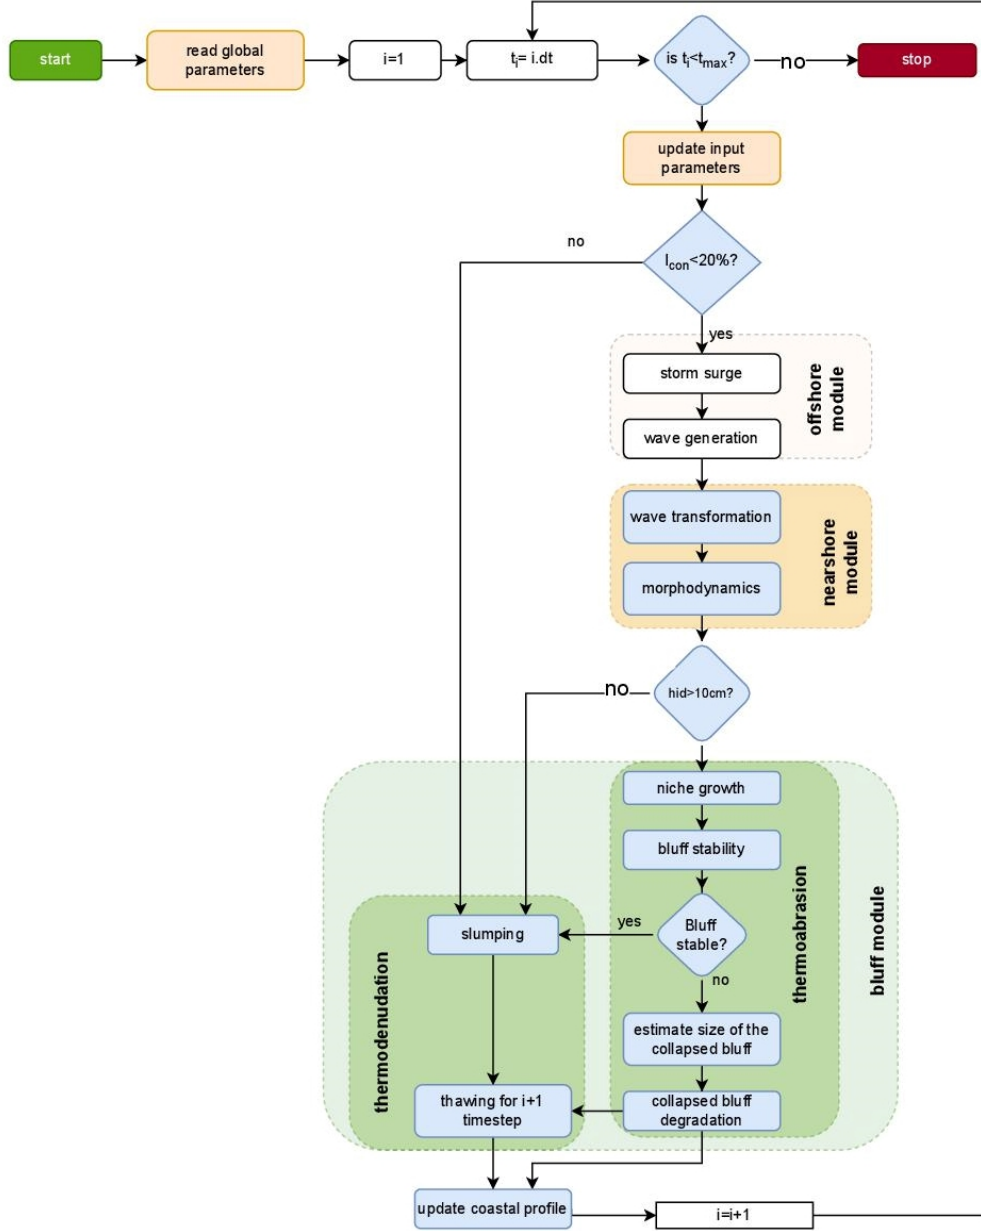 start
read global
parameters
i=1
tᵢ= i.dt
is tᵢ<tₘₐₓ?
no
stop
update input
parameters
no
I_con<20%?
yes
storm surge
wave generation
offshore
module
wave transformation
morphodynamics
nearshore
module
no
hid>10cm?
niche growth
bluff stability
slumping
yes
Bluff
stable?
no
estimate size of the
collapsed bluff
thawing for i+1
timestep
collapsed bluff
degradation
thermodenudation
thermoabrasion
bluff module
update coastal profile
i=i+1